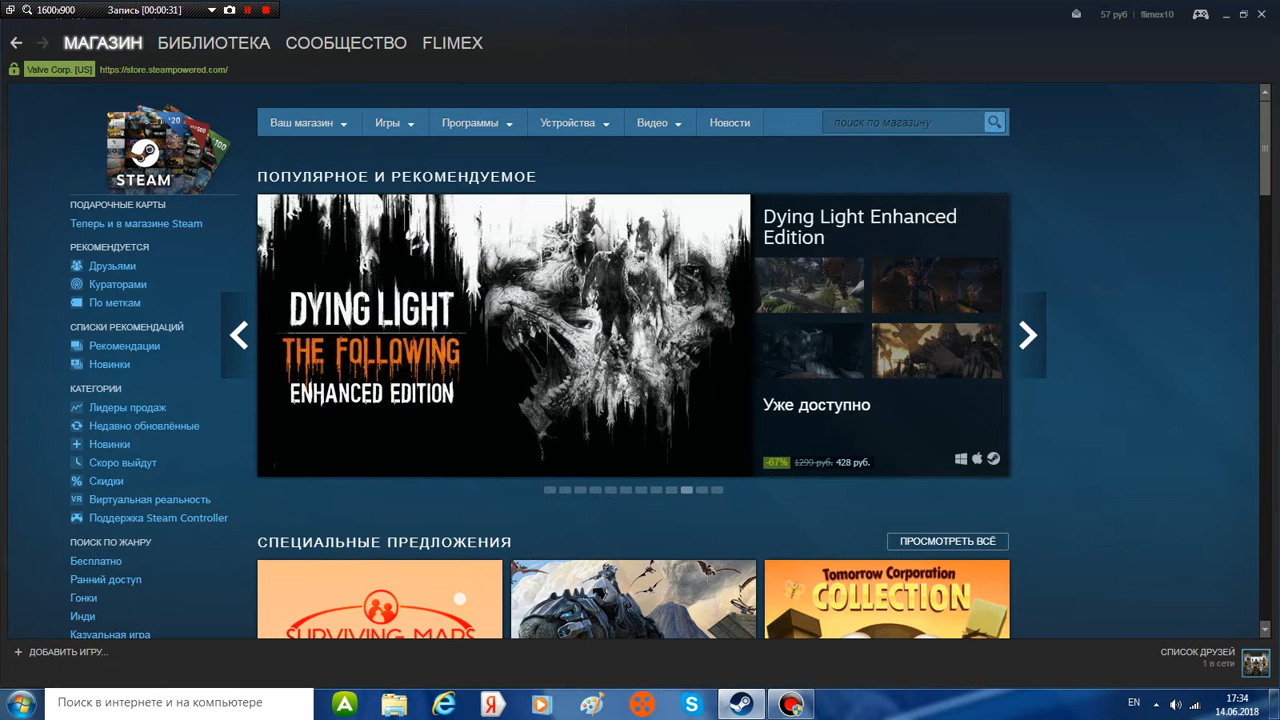 1600x900 Запись [00:00:31]
57 руб flimex10
МАГАЗИН БИБЛИОТЕКА СООБЩЕСТВО FLIMEX
Valve Corp. [US] https://store.steampowered.com/
STEAM
Ваш магазин Игры Программы Устройства Видео Новости поиск по магазину
ПОДАРОЧНЫЕ КАРТЫ
Теперь и в магазине Steam
РЕКОМЕНДУЕТСЯ
Друзьями
Кураторами
По меткам
СПИСКИ РЕКОМЕНДАЦИЙ
Рекомендации
Новинки
КАТЕГОРИИ
Лидеры продаж
Недавно обновлённые
Новинки
Скоро выйдут
Скидки
VR Виртуальная реальность
Поддержка Steam Controller
ПОИСК ПО ЖАНРУ
Бесплатно
Ранний доступ
Гонки
Инди
Казуальная игра
ПОПУЛЯРНОЕ И РЕКОМЕНДУЕМОЕ
DYING LIGHT
THE FOLLOWING
ENHANCED EDITION
Dying Light Enhanced
Edition
Уже доступно
-67% 1299 руб. 428 руб.
СПЕЦИАЛЬНЫЕ ПРЕДЛОЖЕНИЯ ПРОСМОТРЕТЬ ВСЁ
SURVIVING MARS
Tomorrow Corporation
COLLECTION
+ ДОБАВИТЬ ИГРУ...
СПИСОК ДРУЗЕЙ
1 в сети
Поиск в интернете и на компьютере
EN
17:34
14.06.2018